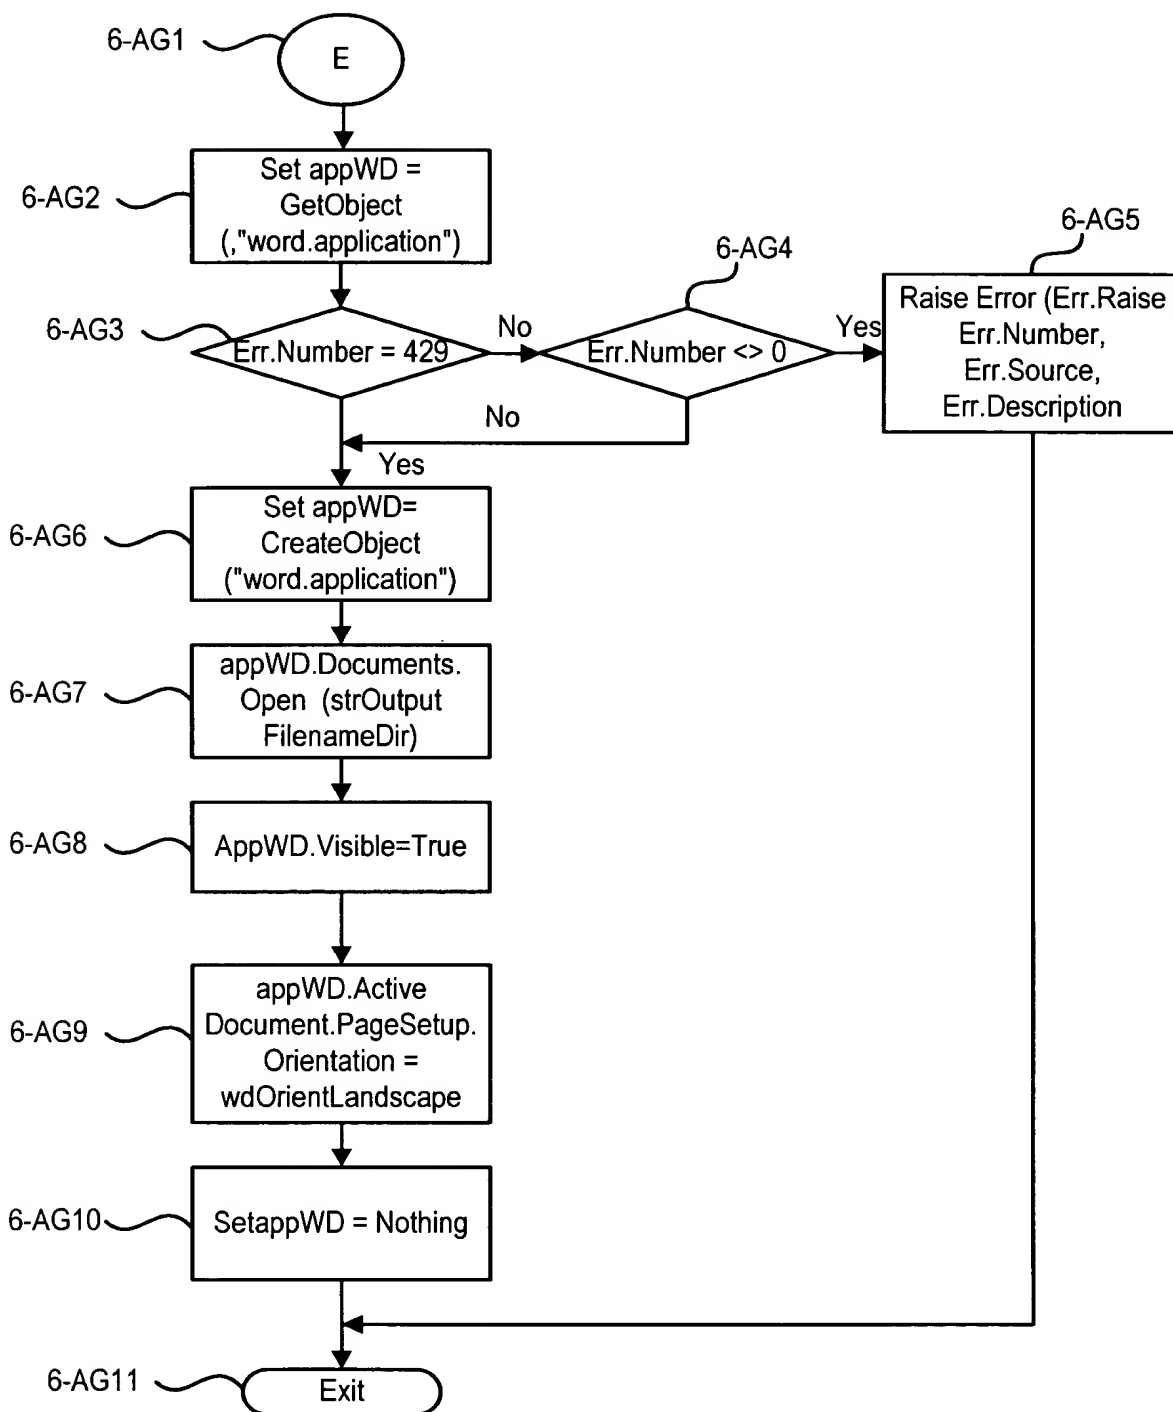 6-AG1
E
6-AG2
Set appWD =
GetObject
(,"word.application")
6-AG3
Err.Number = 429
No
6-AG4
Err.Number <> 0
Yes
6-AG5
Raise Error (Err.Raise
Err.Number,
Err.Source,
Err.Description
No
Yes
6-AG6
Set appWD=
CreateObject
("word.application")
6-AG7
appWD.Documents.
Open (strOutput
FilenameDir)
6-AG8
AppWD.Visible=True
6-AG9
appWD.Active
Document.PageSetup.
Orientation =
wdOrientLandscape
6-AG10
SetappWD = Nothing
6-AG11
Exit